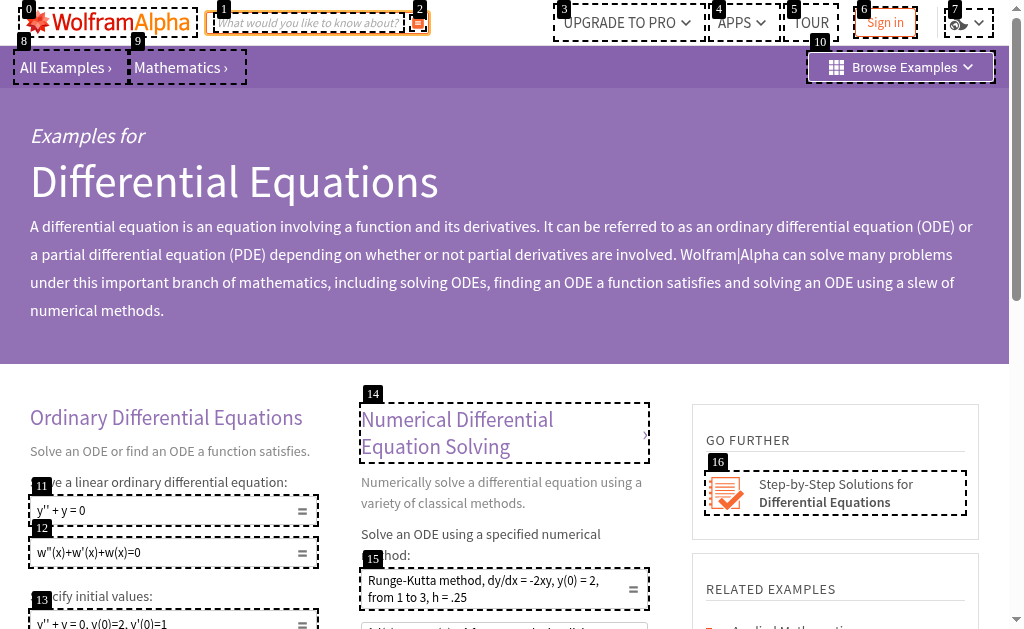 0
1
2
3
4
5
6
7
WolframAlpha
What would you like to know about?
UPGRADE TO PRO
APPS
TOUR
Sign in
8
9
10
All Examples ›
Mathematics ›
Browse Examples
Examples for
Differential Equations
A differential equation is an equation involving a function and its derivatives. It can be referred to as an ordinary differential equation (ODE) or
a partial differential equation (PDE) depending on whether or not partial derivatives are involved. Wolfram|Alpha can solve many problems
under this important branch of mathematics, including solving ODEs, finding an ODE a function satisfies and solving an ODE using a slew of
numerical methods.
Ordinary Differential Equations
Solve an ODE or find an ODE a function satisfies.
11
a linear ordinary differential equation:
y'' + y = 0
12
w"(x)+w'(x)+w(x)=0
13
initial values:
y'' + y = 0, y(0)=2, y'(0)=1
14
Numerical Differential
Equation Solving ›
Numerically solve a differential equation using a
variety of classical methods.
Solve an ODE using a specified numerical
15
Runge-Kutta method, dy/dx = -2xy, y(0) = 2,
from 1 to 3, h = .25
GO FURTHER
16
Step-by-Step Solutions for
Differential Equations
RELATED EXAMPLES
Applied Mathematics